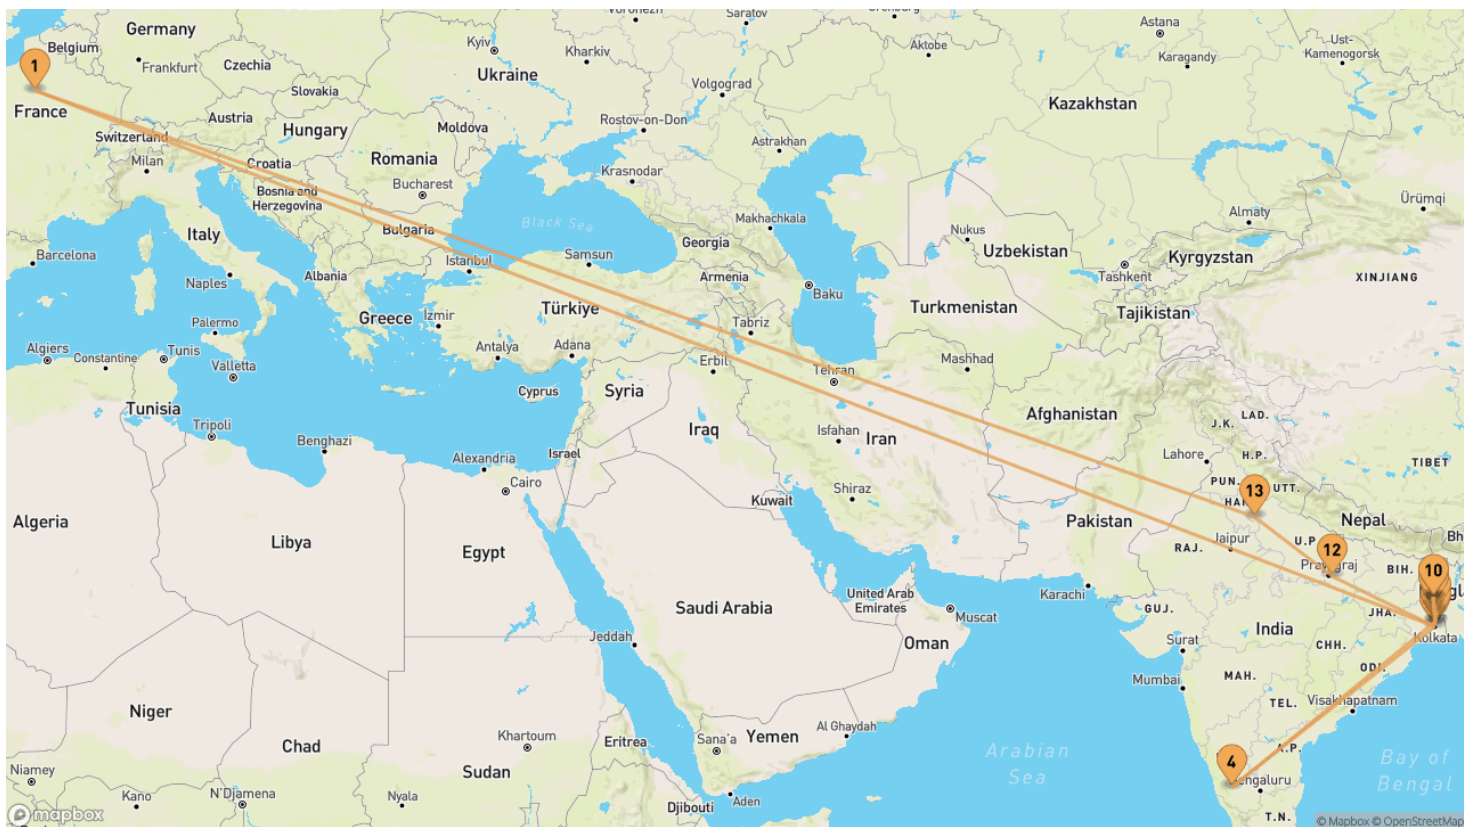 Voronezh
Saratov
Orenburg
Germany
Belgium
1
Frankfurt
Czechia
Kyiv
Kharkiv
Ukraine
Volgograd
Aktobe
Astana
Karagandy
Ust-
Kamenogorsk
France
Slovakia
Austria
Hungary
Moldova
Rostov-on-Don
Kazakhstan
Switzerland
Milan
Croatia
Romania
Astrakhan
Krasnodar
Bosnia and
Herzegovina
Bucharest
Black Sea
Makhachkala
Nukus
Almaty
Ürümqi
Barcelona
Italy
Bulgaria
Istanbul
Samsun
Georgia
Uzbekistan
Kyrgyzstan
Tashkent
XINJIANG
Naples
Albania
Armenia
Baku
Turkmenistan
Tajikistan
Palermo
Greece
İzmir
Türkiye
Tabriz
Algiers
Constantine
Tunis
Valletta
Antalya
Adana
Erbil
Tehran
Mashhad
Tunisia
Cyprus
Syria
Afghanistan
LAD.
J.K.
Tripoli
Benghazi
Alexandria
Israel
Iraq
Isfahan
Iran
Lahore
H.P.
TIBET
Cairo
Kuwait
Shiraz
PUN.
UTT.
13
HAR
Algeria
Libya
Egypt
Pakistan
Nepal
Bh
Jaipur
U.P.
RAJ.
12
Prayagraj
BIH.
10
Saudi Arabia
United Arab
Emirates
Muscat
Karachi
GUJ.
JHA.
India
Kolkata
Jeddah
Oman
Surat
CHH.
Mumbai
MAH.
ODI.
Niger
Chad
Khartoum
Eritrea
Sana'a
Yemen
Al Ghaydah
Arabian
Sea
TEL.
Visakhapatnam
A.P.
Bay of
Bengal
Niamey
Kano
N'Djamena
Nyala
Sudan
Djibouti
Aden
4
Bengaluru
T.N.
mapbox
© Mapbox © OpenStreetMap